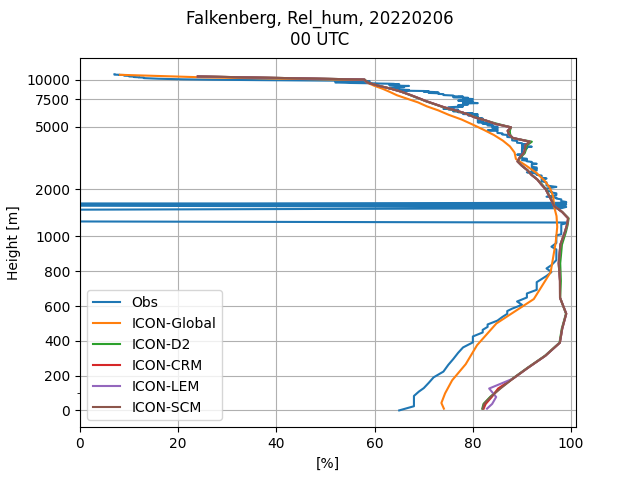 Falkenberg, Rel_hum, 20220206
00 UTC
10000
7500
5000
2000
1000
800
600
400
200
0
Height [m]
Obs
ICON-Global
ICON-D2
ICON-CRM
ICON-LEM
ICON-SCM
0 20 40 60 80 100
[%]